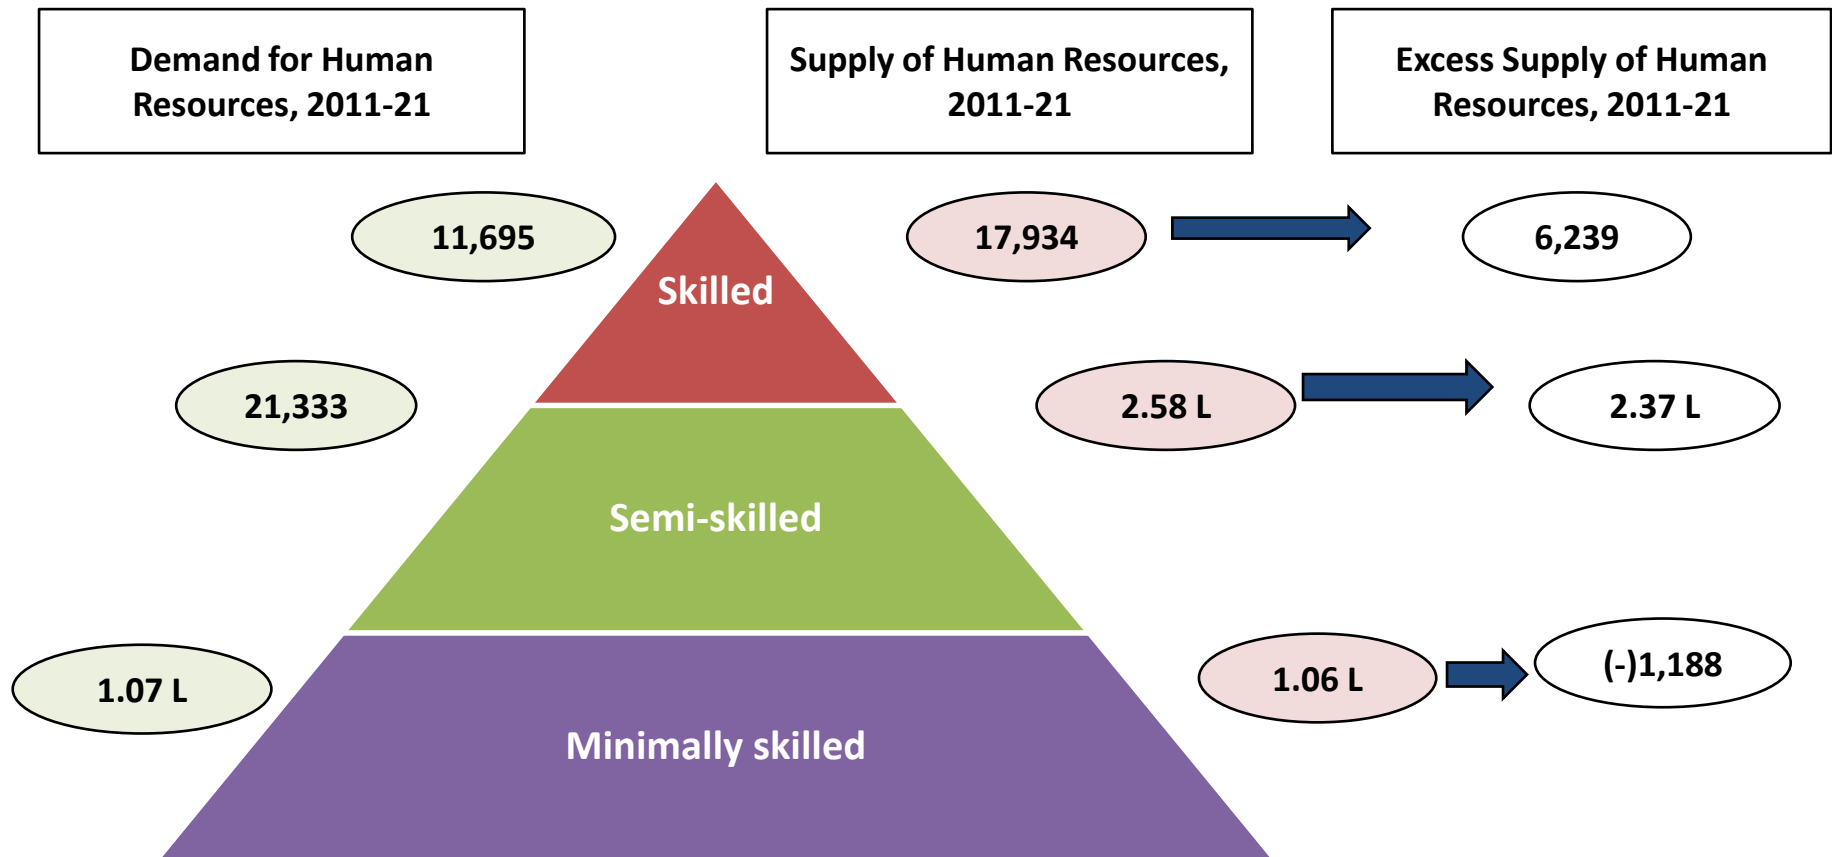 Demand for Human
Resources, 2011-21
Supply of Human Resources,
2011-21
Excess Supply of Human
Resources, 2011-21
11,695
17,934
6,239
Skilled
21,333
2.58 L
2.37 L
Semi-skilled
1.07 L
1.06 L
(-)1,188
Minimally skilled